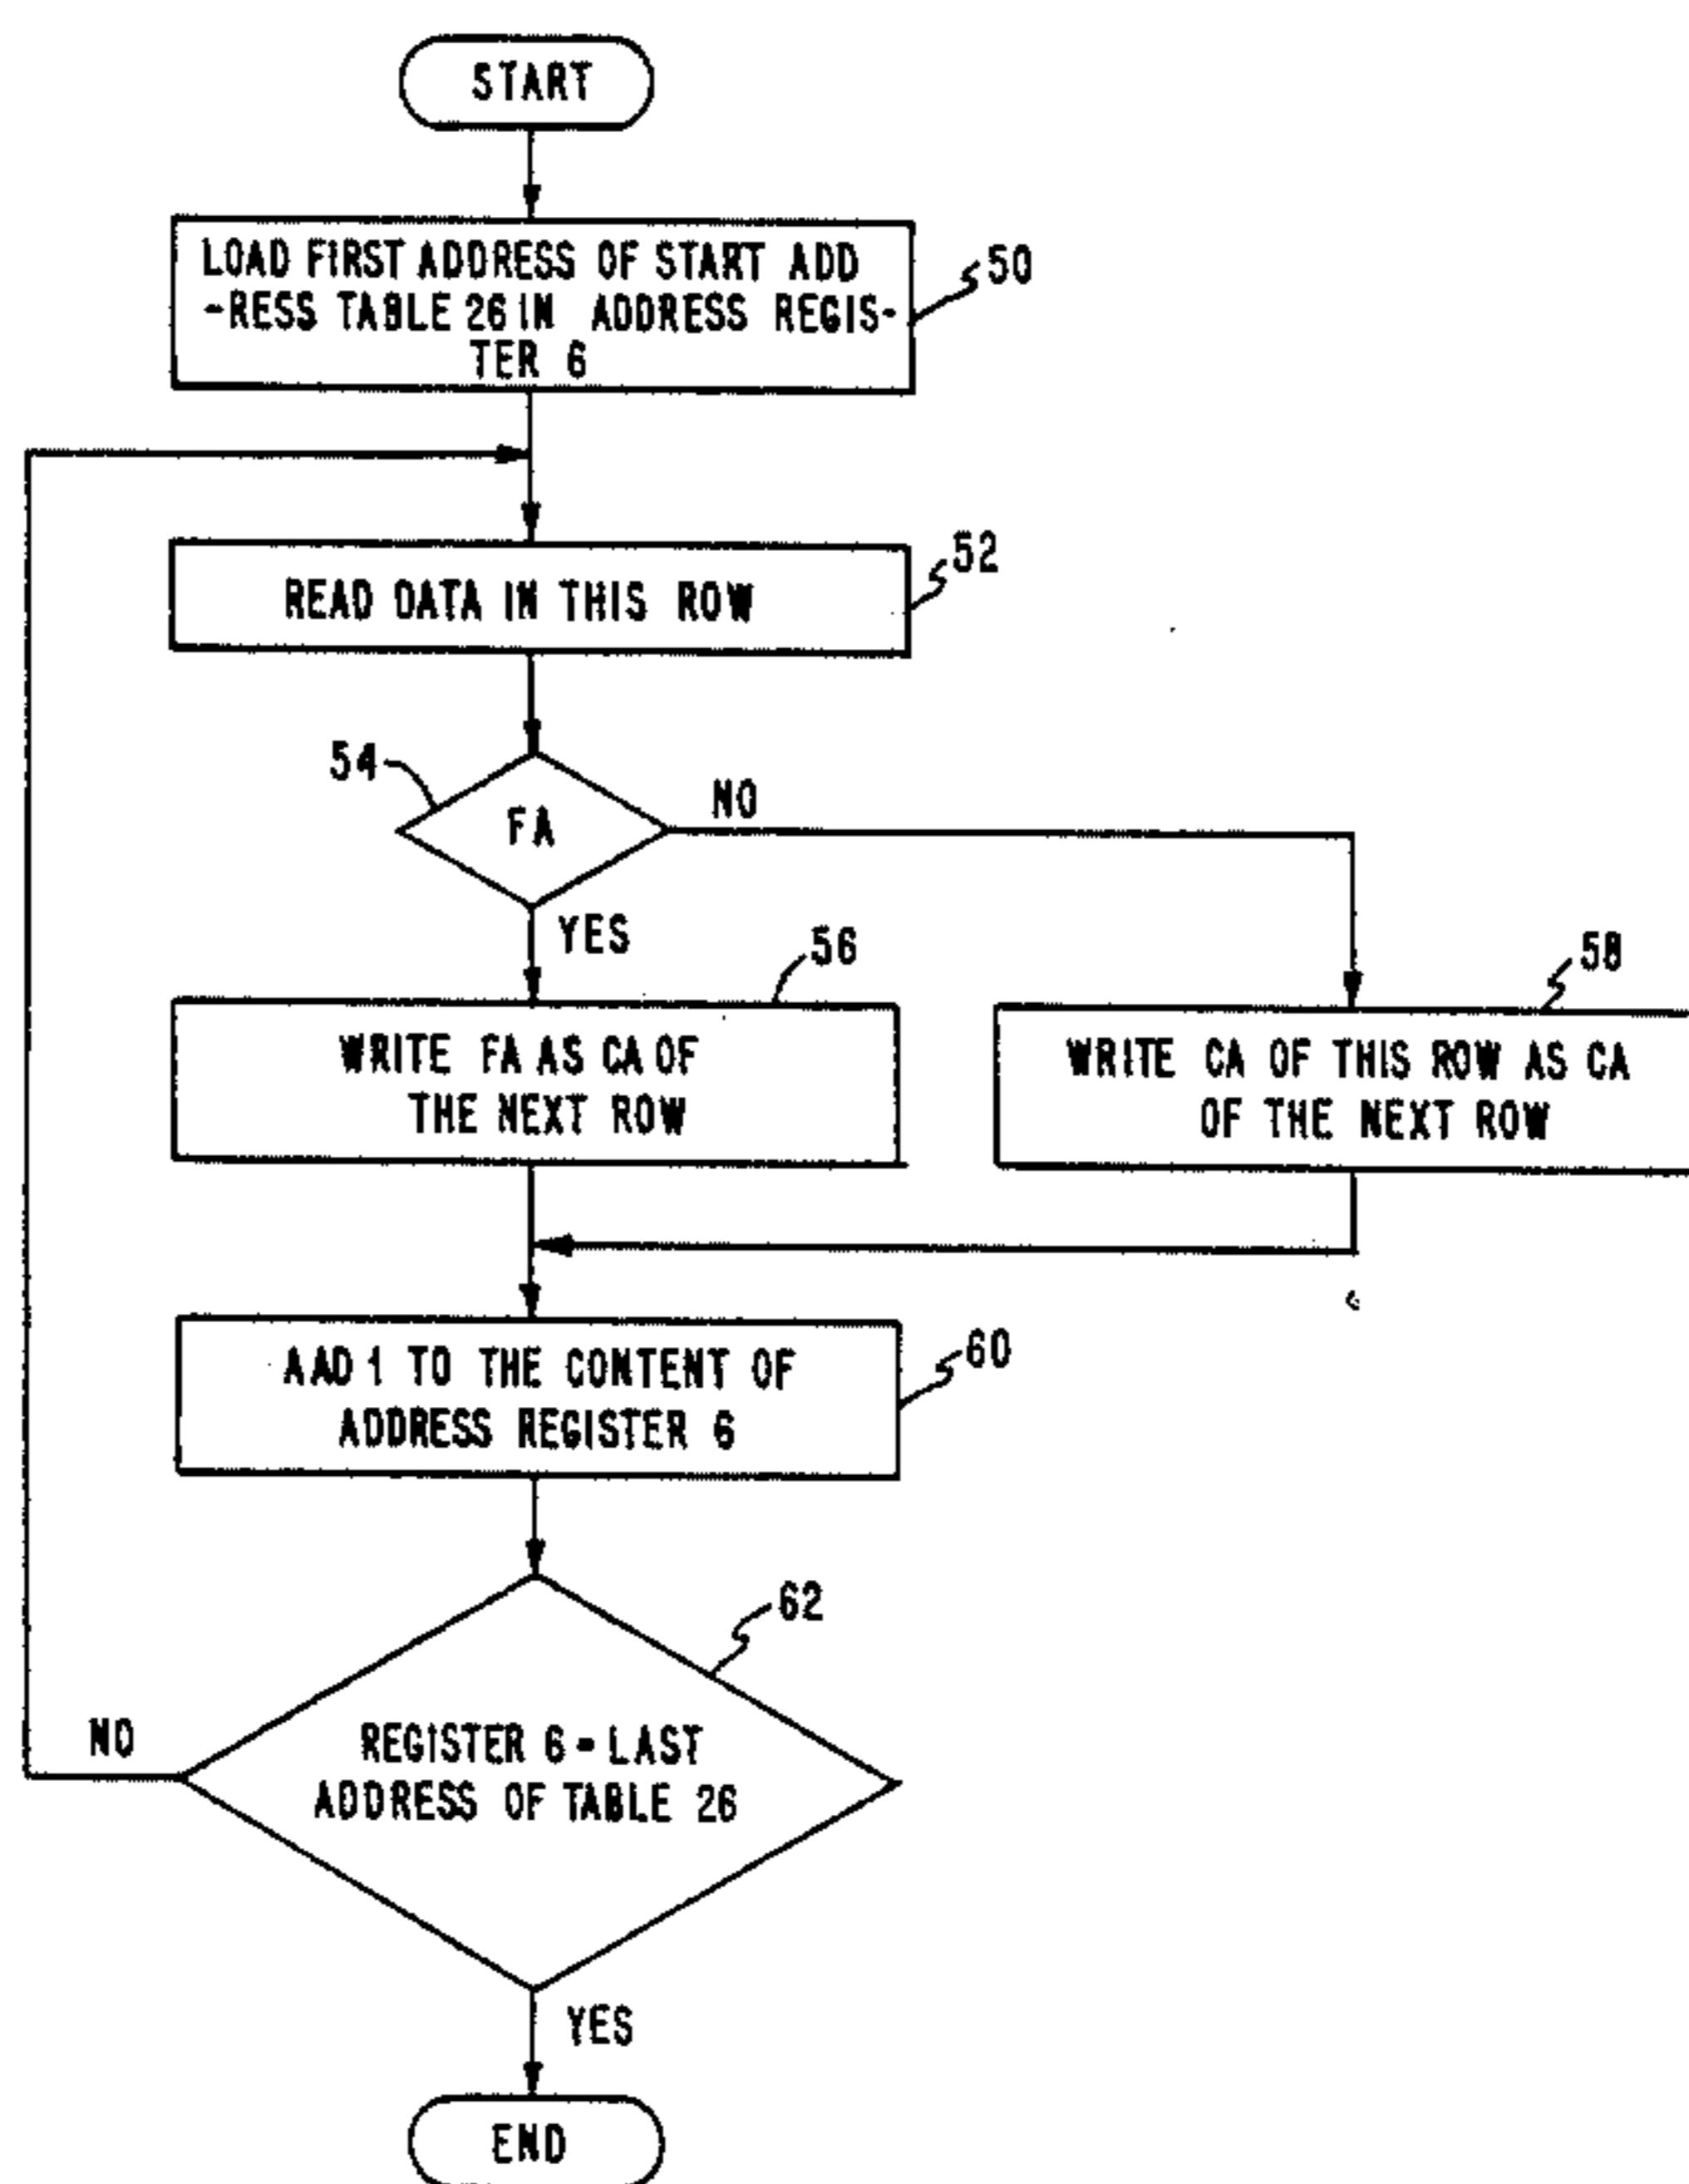 START
LOAD FIRST ADDRESS OF START ADD
-RESS TABLE 26 IN ADDRESS REGIS-
TER 6
50
READ DATA IN THIS ROW
52
54
FA
NO
YES
56
WRITE FA AS CA OF
THE NEXT ROW
58
WRITE CA OF THIS ROW AS CA
OF THE NEXT ROW
AAD 1 TO THE CONTENT OF
ADDRESS REGISTER 6
60
62
NO
REGISTER 6 = LAST
ADDRESS OF TABLE 26
YES
END